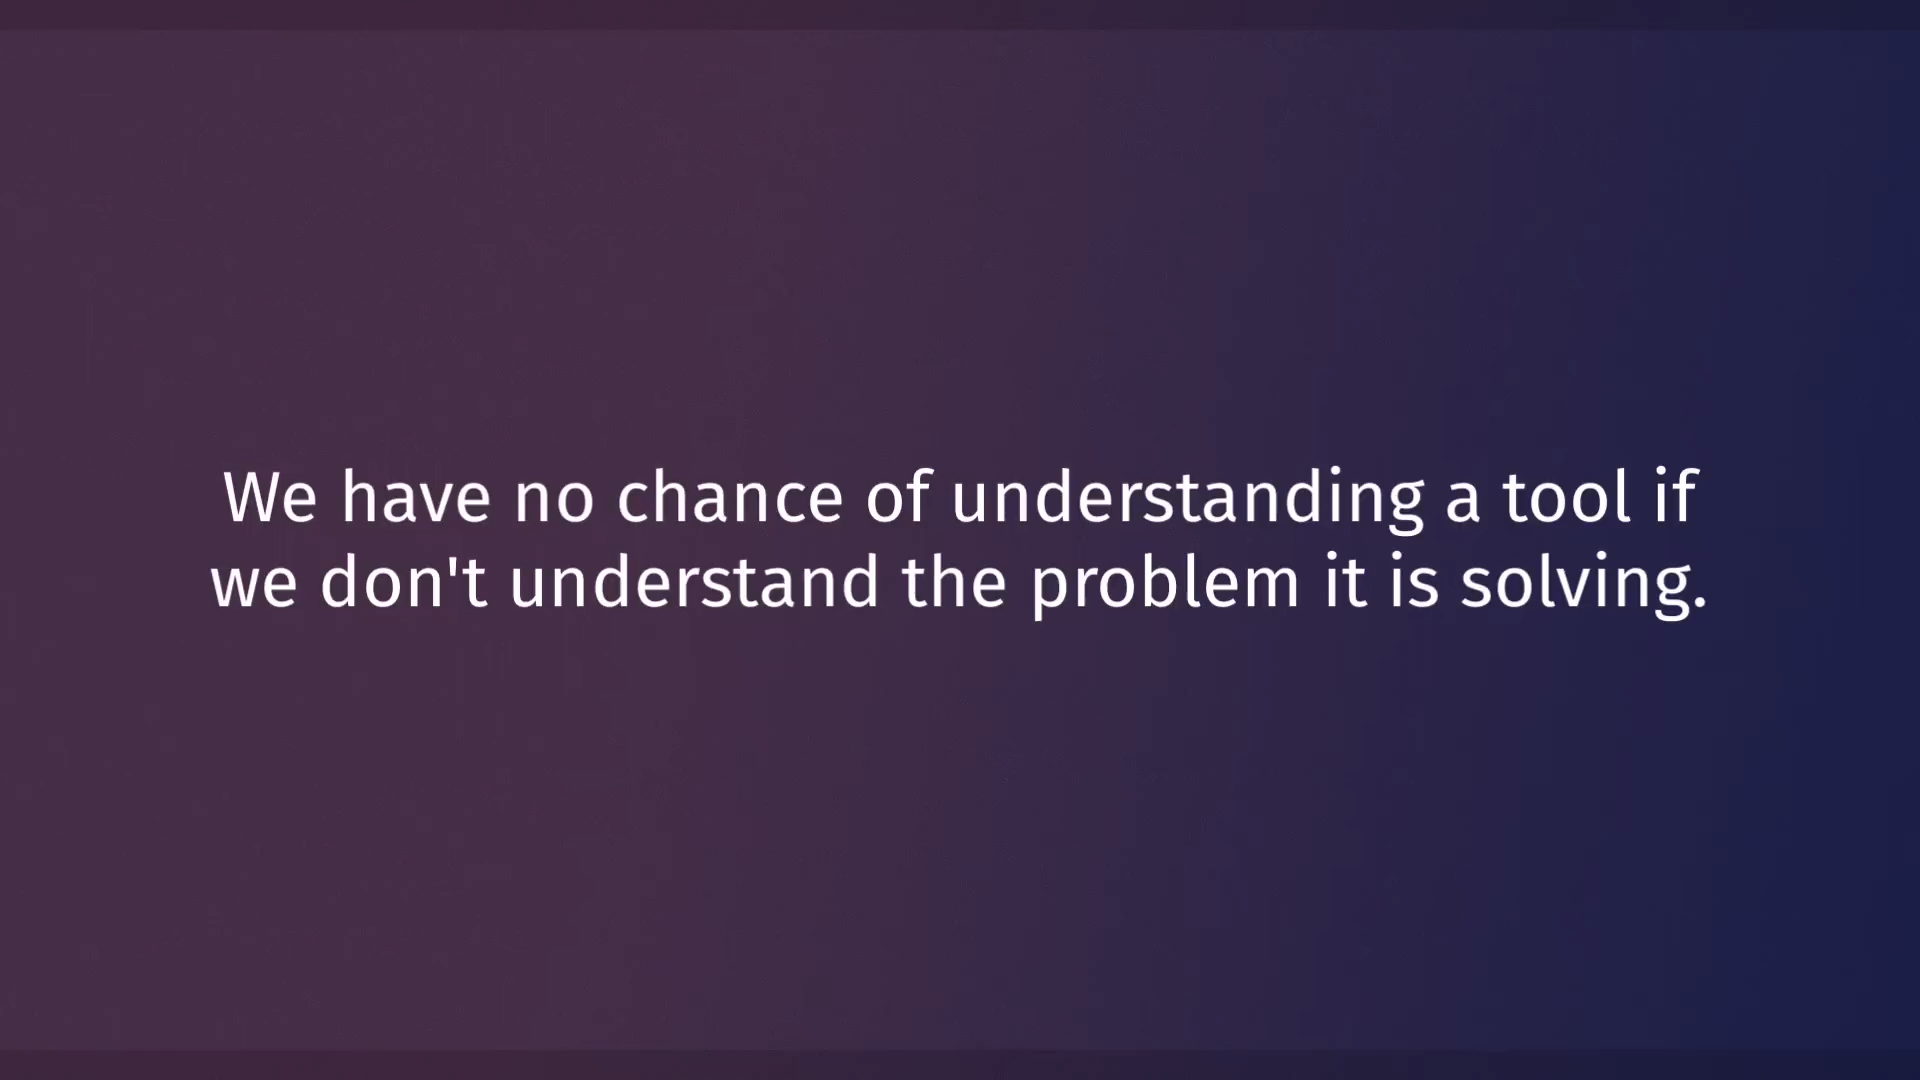 We have no chance of understanding a tool if
we don't understand the problem it is solving.